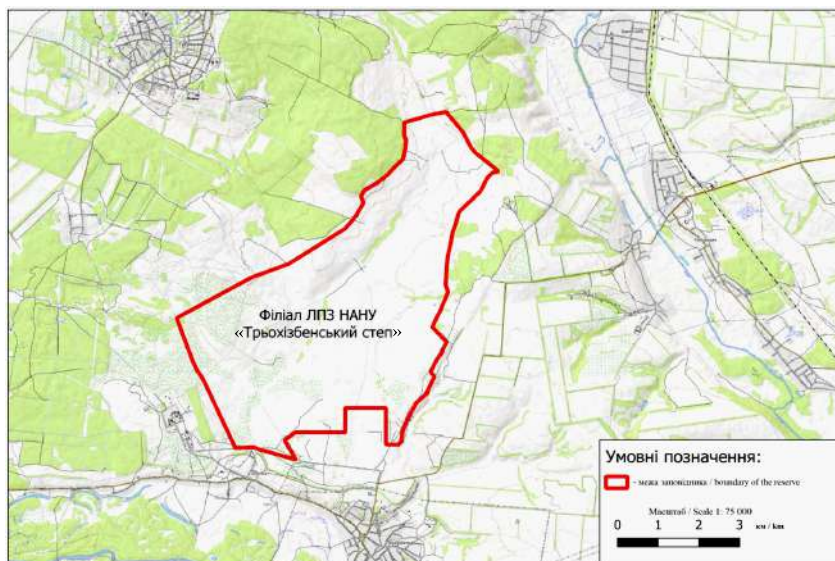 Філіал ЛПЗ НАНУ
«Трьохізбенський степ»
Умовні позначення:
- межа заповідника / boundary of the reserve
Масштаб / Scale 1: 75 000
0 1 2 3 км / km